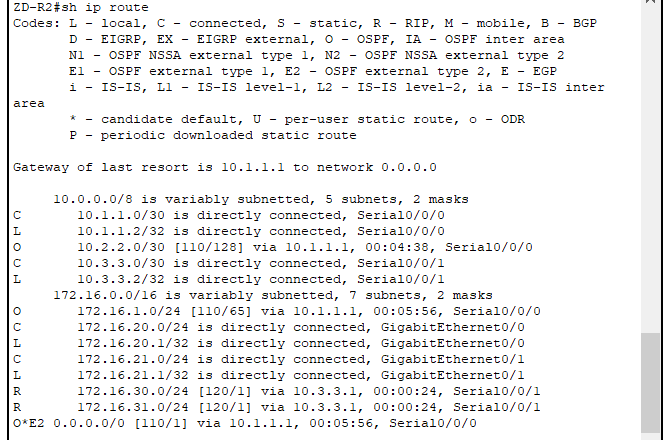 ZD-R2#sh ip route
Codes: L - local, C - connected, S - static, R - RIP, M - mobile, B - BGP
       D - EIGRP, EX - EIGRP external, O - OSPF, IA - OSPF inter area
       N1 - OSPF NSSA external type 1, N2 - OSPF NSSA external type 2
       E1 - OSPF external type 1, E2 - OSPF external type 2, E - EGP
       i - IS-IS, L1 - IS-IS level-1, L2 - IS-IS level-2, ia - IS-IS inter
area
       * - candidate default, U - per-user static route, o - ODR
       P - periodic downloaded static route

Gateway of last resort is 10.1.1.1 to network 0.0.0.0

     10.0.0.0/8 is variably subnetted, 5 subnets, 2 masks
C       10.1.1.0/30 is directly connected, Serial0/0/0
L       10.1.1.2/32 is directly connected, Serial0/0/0
O       10.2.2.0/30 [110/128] via 10.1.1.1, 00:04:38, Serial0/0/0
C       10.3.3.0/30 is directly connected, Serial0/0/1
L       10.3.3.2/32 is directly connected, Serial0/0/1
     172.16.0.0/16 is variably subnetted, 7 subnets, 2 masks
O       172.16.1.0/24 [110/65] via 10.1.1.1, 00:05:56, Serial0/0/0
C       172.16.20.0/24 is directly connected, GigabitEthernet0/0
L       172.16.20.1/32 is directly connected, GigabitEthernet0/0
C       172.16.21.0/24 is directly connected, GigabitEthernet0/1
L       172.16.21.1/32 is directly connected, GigabitEthernet0/1
R       172.16.30.0/24 [120/1] via 10.3.3.1, 00:00:24, Serial0/0/1
R       172.16.31.0/24 [120/1] via 10.3.3.1, 00:00:24, Serial0/0/1
O*E2 0.0.0.0/0 [110/1] via 10.1.1.1, 00:05:56, Serial0/0/0